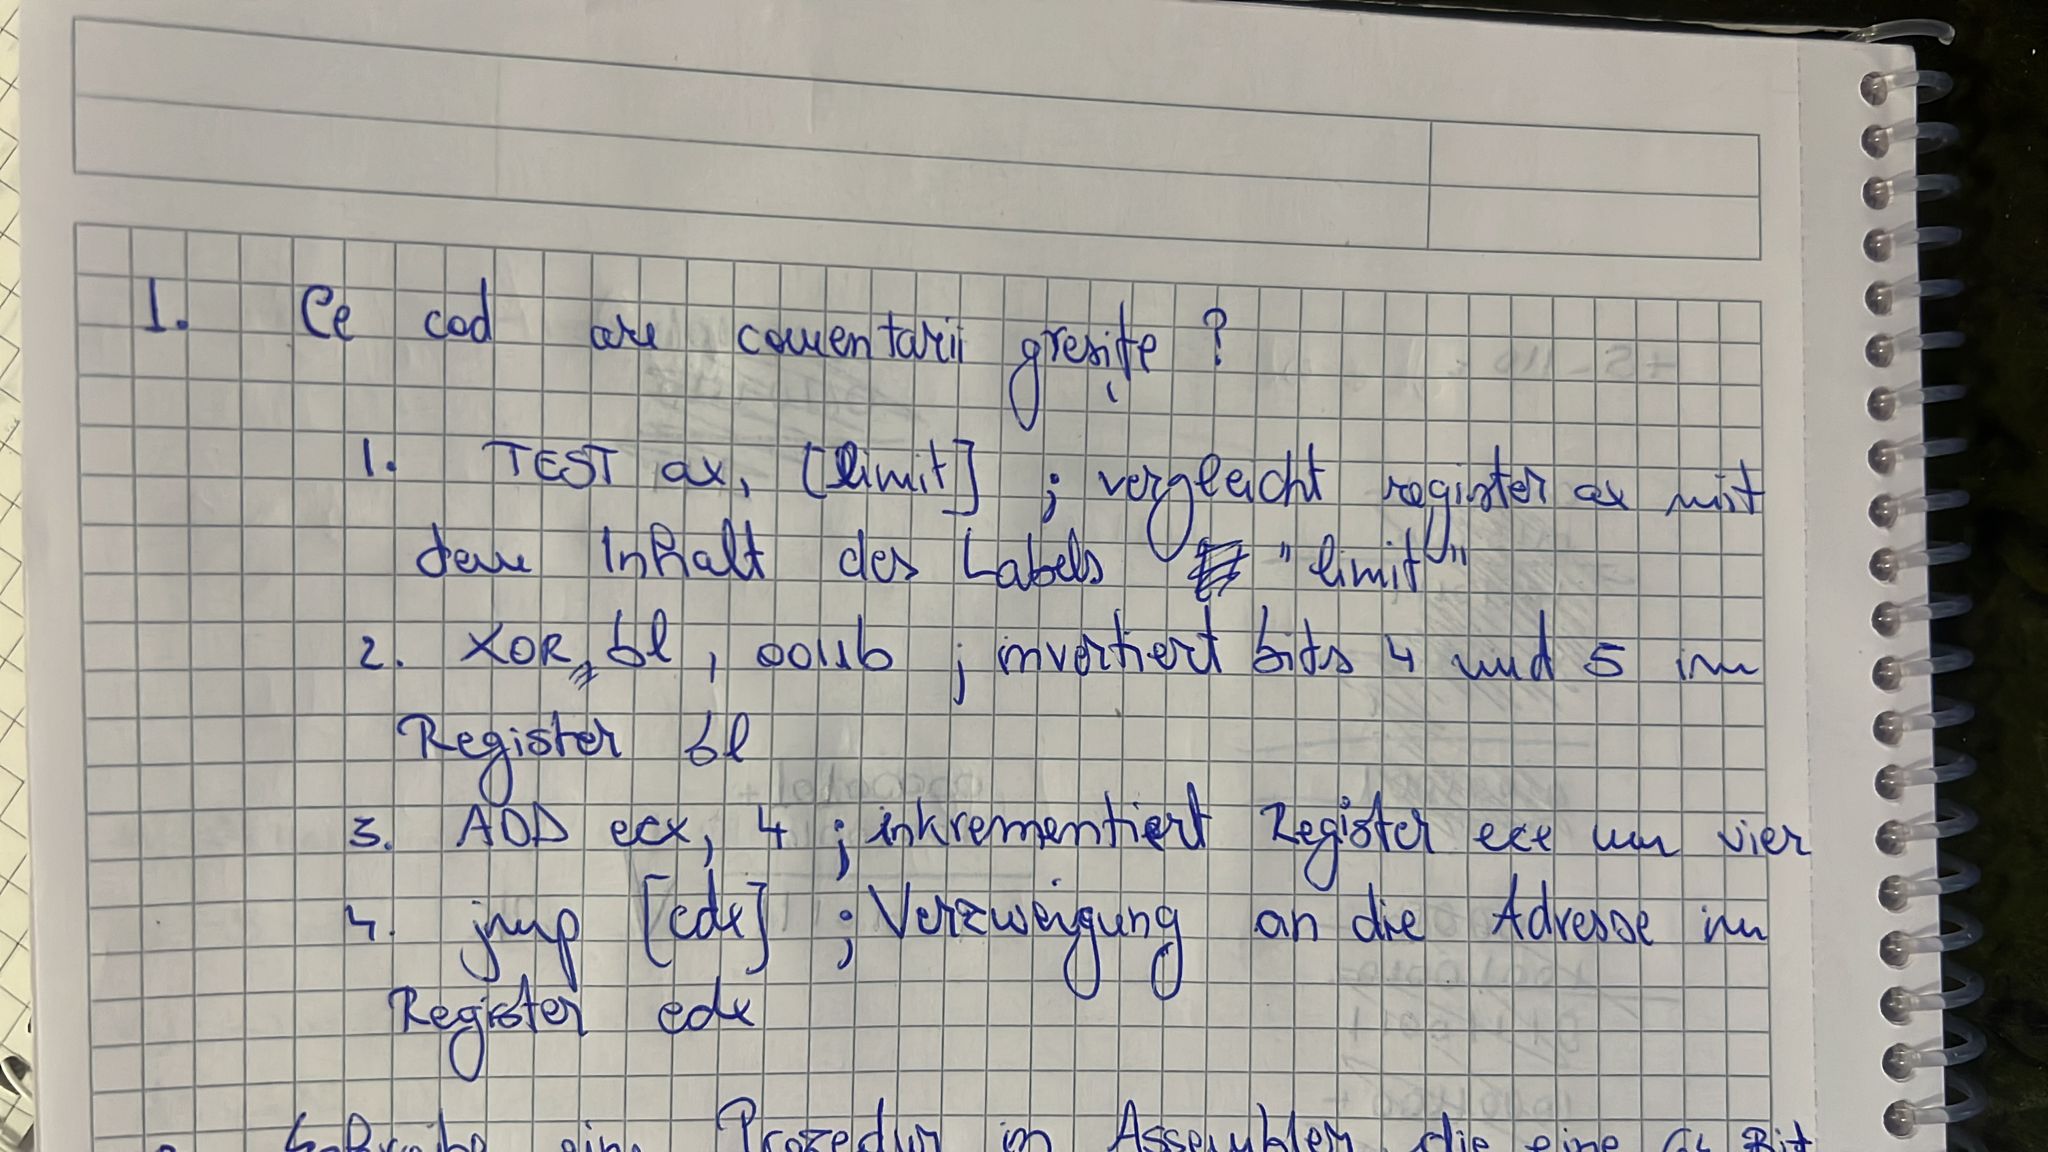 1. Ce cod are comentarii greșite ?
1. TEST ax, [limit] ; vergleicht register ax mit
dem Inhalt des Labels "limit"
2. XOR bl, 0011b ; invertiert bits 4 und 5 im
Register bl
3. ADD ecx, 4 ; inkrementiert Register ecx um vier
4. jmp [edx] ; Verzweigung an die Adresse im
Register edx
Schreibe eine Prozedur in Assembler, die eine 64 Bit